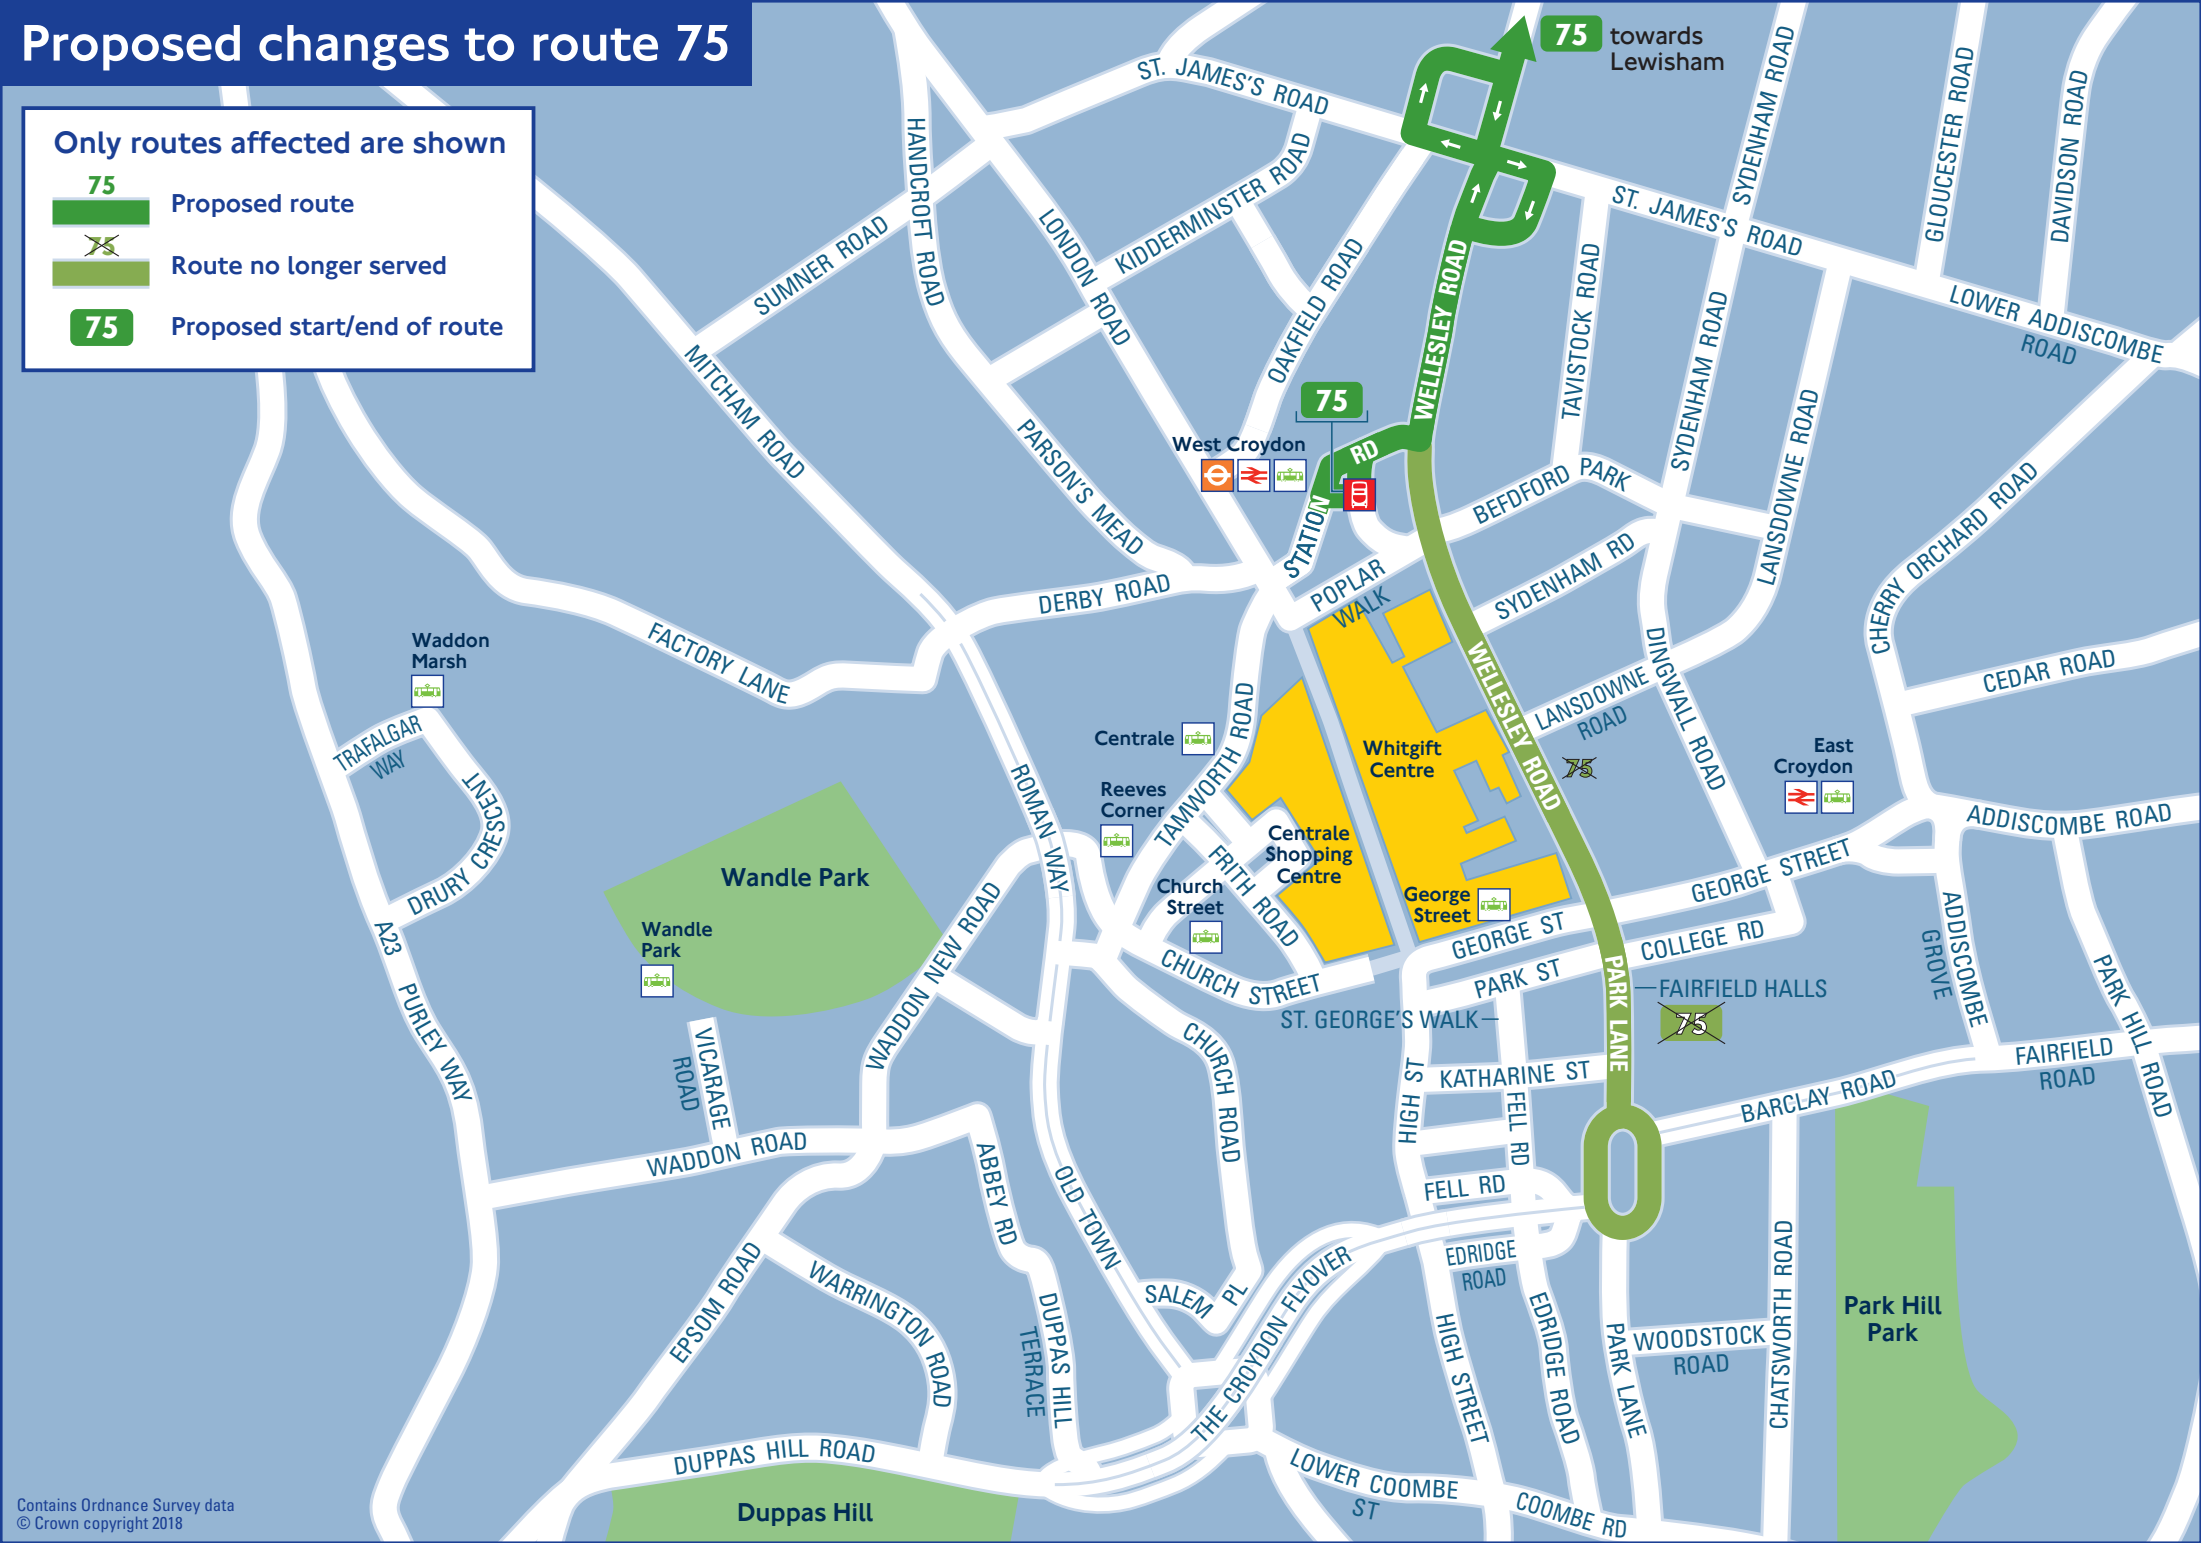 Proposed changes to route 75
Only routes affected are shown
75
Proposed route
75
Route no longer served
75
Proposed start/end of route
75
towards
Lewisham
ST. JAMES'S ROAD
SYDENHAM ROAD
GLOUCESTER ROAD
DAVIDSON ROAD
HANDCROFT ROAD
SUMNER ROAD
LONDON ROAD
KIDDERMINSTER ROAD
OAKFIELD ROAD
WELLESLEY ROAD
TAVISTOCK ROAD
ST. JAMES'S ROAD
SYDENHAM ROAD
LOWER ADDISCOMBE
ROAD
MITCHAM ROAD
PARSON'S MEAD
75
West Croydon
STATION
RD
BEEDFORD PARK
LANSDOWNE ROAD
CHERRY ORCHARD ROAD
DERBY ROAD
POPLAR
WALK
SYDENHAM RD
FACTORY LANE
Waddon
Marsh
TRAFALGAR
WAY
DRURY CRESCENT
CEDAR ROAD
DINGWALL ROAD
LANSDOWNE
ROAD
WELLESLEY ROAD
75
Whitgift
Centre
Centrale
TAMWORTH ROAD
Reeves
Corner
ROMAN WAY
East
Croydon
ADDISCOMBE ROAD
GEORGE STREET
Centrale
Shopping
Centre
FRITH ROAD
Church
Street
George
Street
GEORGE ST
COLLEGE RD
PARK ST
CHURCH STREET
ST. GEORGE'S WALK
PARK LANE
FAIRFIELD HALLS
75
Wandle Park
Wandle
Park
WADDON NEW ROAD
A23
PURLEY WAY
VICARAGE
ROAD
WADDON ROAD
CHURCH ROAD
HIGH ST
KATHARINE ST
FELL RD
FELL RD
ADDISCOMBE
GROVE
PARK HILL ROAD
BARCLAY ROAD
FAIRFIELD
ROAD
ABBEY RD
OLD TOWN
EPSOM ROAD
WARRINGTON ROAD
DUPPAS HILL
TERRACE
SALEM PL
THE CROYDON FLYOVER
EDRIDGE
ROAD
HIGH STREET
EDRIDGE ROAD
PARK LANE
WOODSTOCK
ROAD
CHATSWORTH ROAD
Park Hill
Park
DUPPAS HILL ROAD
Duppas Hill
LOWER COOMBE
ST
COOMBE RD
Contains Ordnance Survey data
© Crown copyright 2018